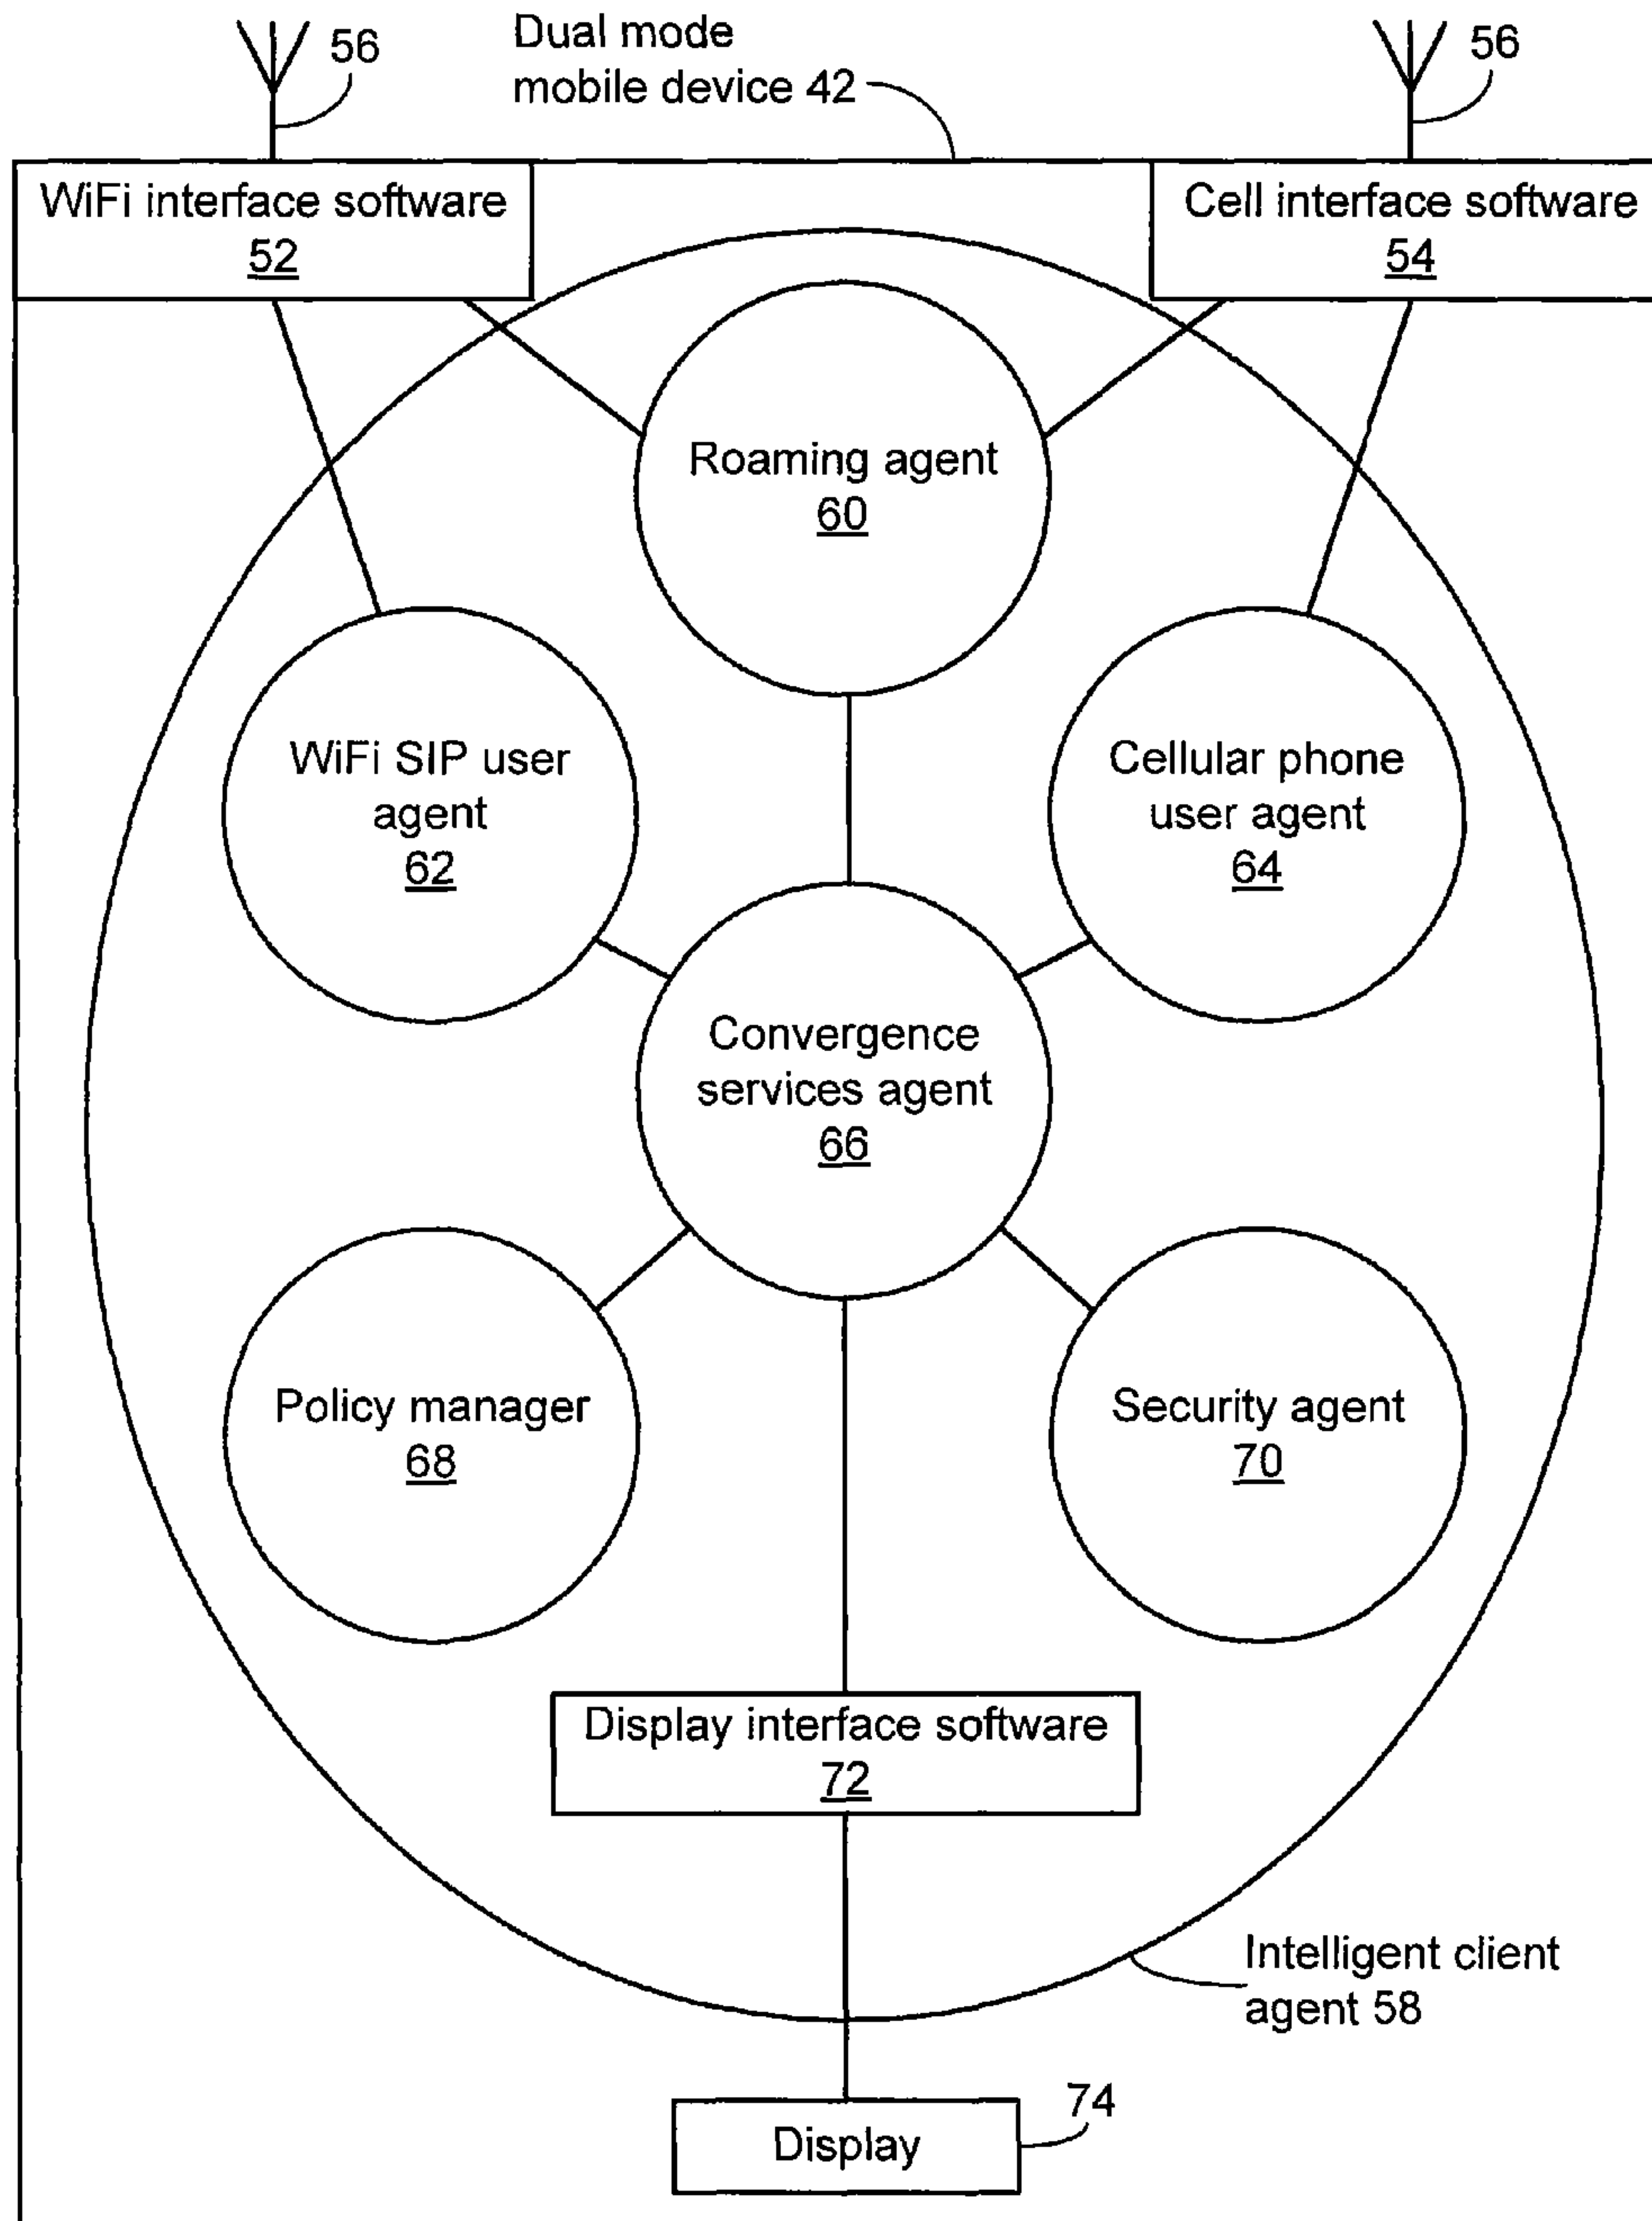 56
Dual mode
mobile device 42
56
WiFi interface software
52
Cell interface software
54
Roaming agent
60
WiFi SIP user
agent
62
Cellular phone
user agent
64
Convergence
services agent
66
Policy manager
68
Security agent
70
Display interface software
72
Intelligent client
agent 58
74
Display